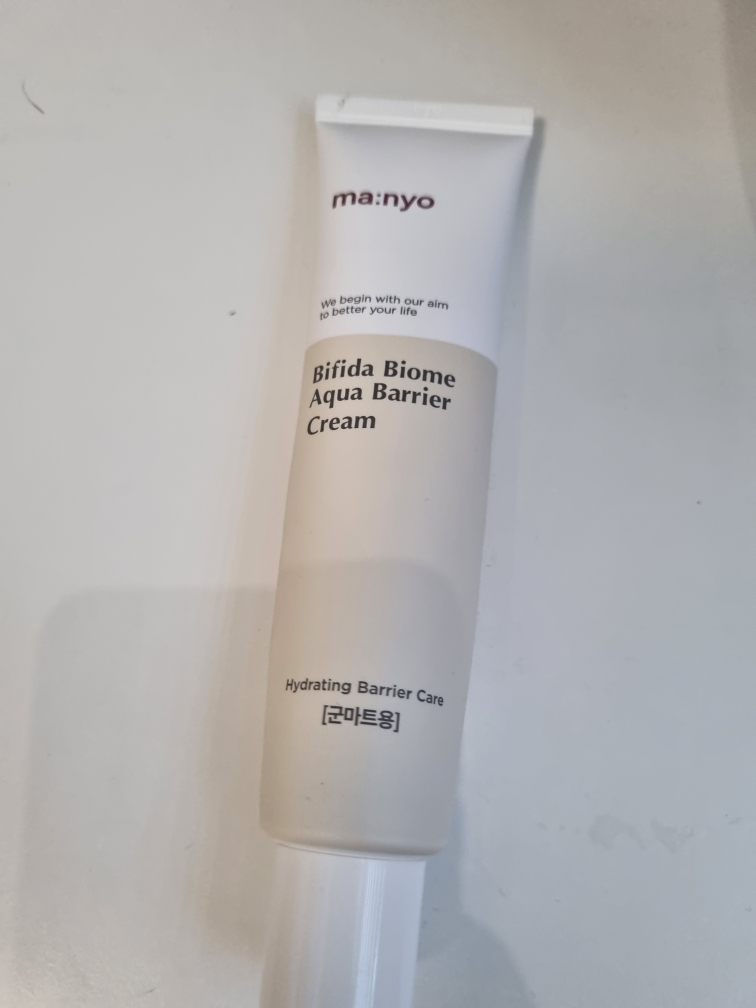 ma:nyo
We begin with our aim
to better your life
Bifida Biome
Aqua Barrier
Cream
Hydrating Barrier Care
[군마트용]